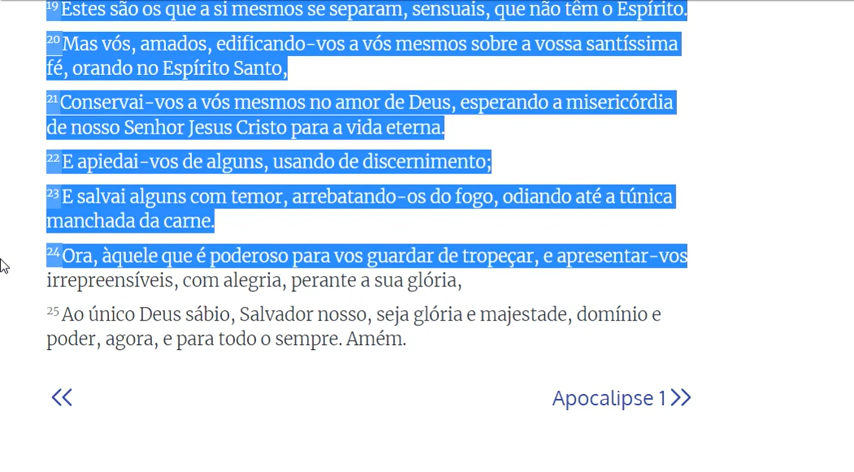 19 Estes são os que a si mesmos se separam, sensuais, que não têm o Espírito.
20 Mas vós, amados, edificando-vos a vós mesmos sobre a vossa santíssima
fé, orando no Espírito Santo,
21 Conservai-vos a vós mesmos no amor de Deus, esperando a misericórdia
de nosso Senhor Jesus Cristo para a vida eterna.
22 E apiedai-vos de alguns, usando de discernimento;
23 E salvai alguns com temor, arrebatando-os do fogo, odiando até a túnica
manchada da carne.
24 Ora, àquele que é poderoso para vos guardar de tropeçar, e apresentar-vos
irrepreensíveis, com alegria, perante a sua glória,
25 Ao único Deus sábio, Salvador nosso, seja glória e majestade, domínio e
poder, agora, e para todo o sempre. Amém.
Apocalipse 1